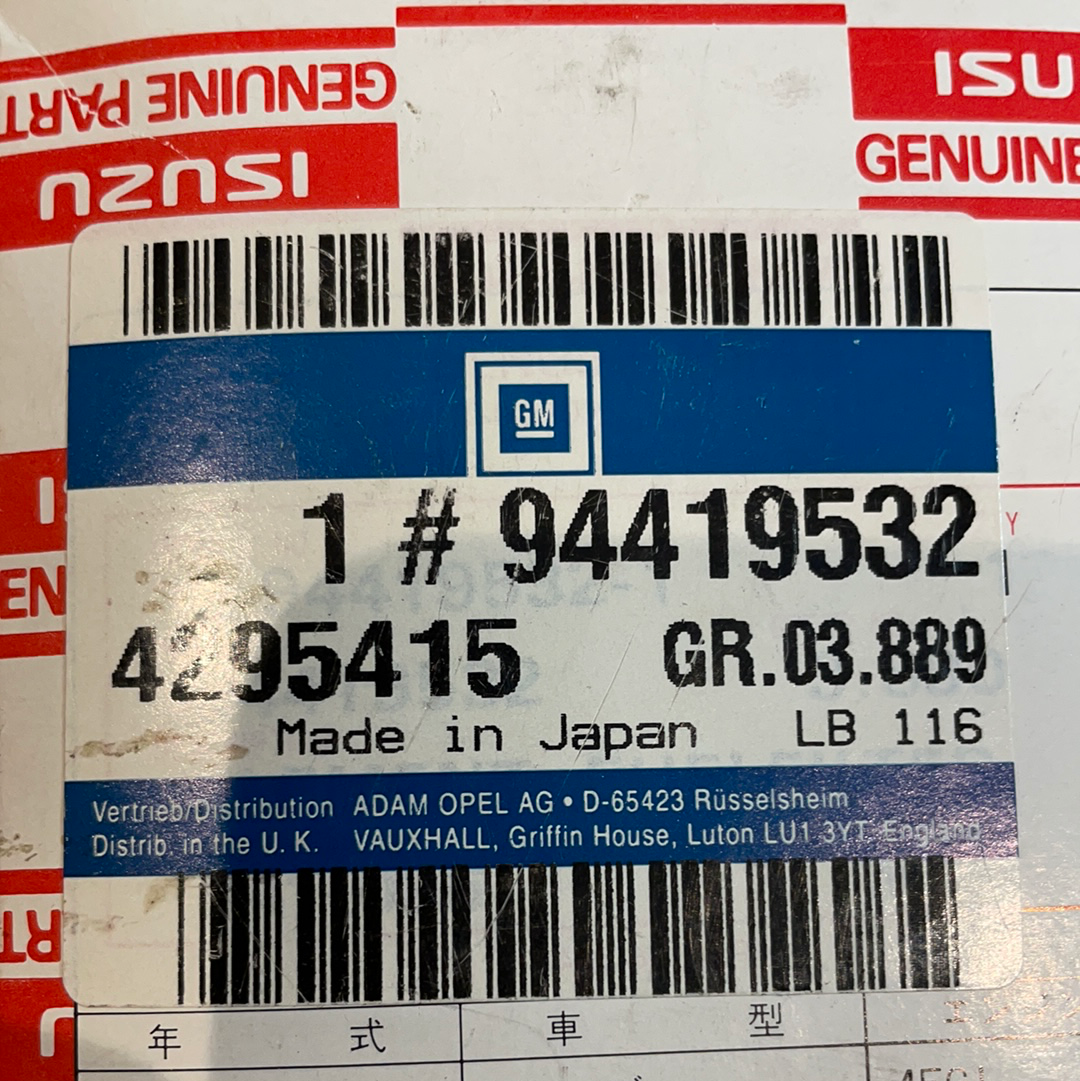 GENUINE PART
ISUZU
ISU
GENUINE
GM
1 # 94419532
4295415 GR.03.889
Made in Japan LB 116
Vertrieb/Distribution ADAM OPEL AG • D-65423 Rüsselsheim
Distrib. in the U. K. VAUXHALL, Griffin House, Luton LU1 3YT England
EN
Y
RT
年式 車型